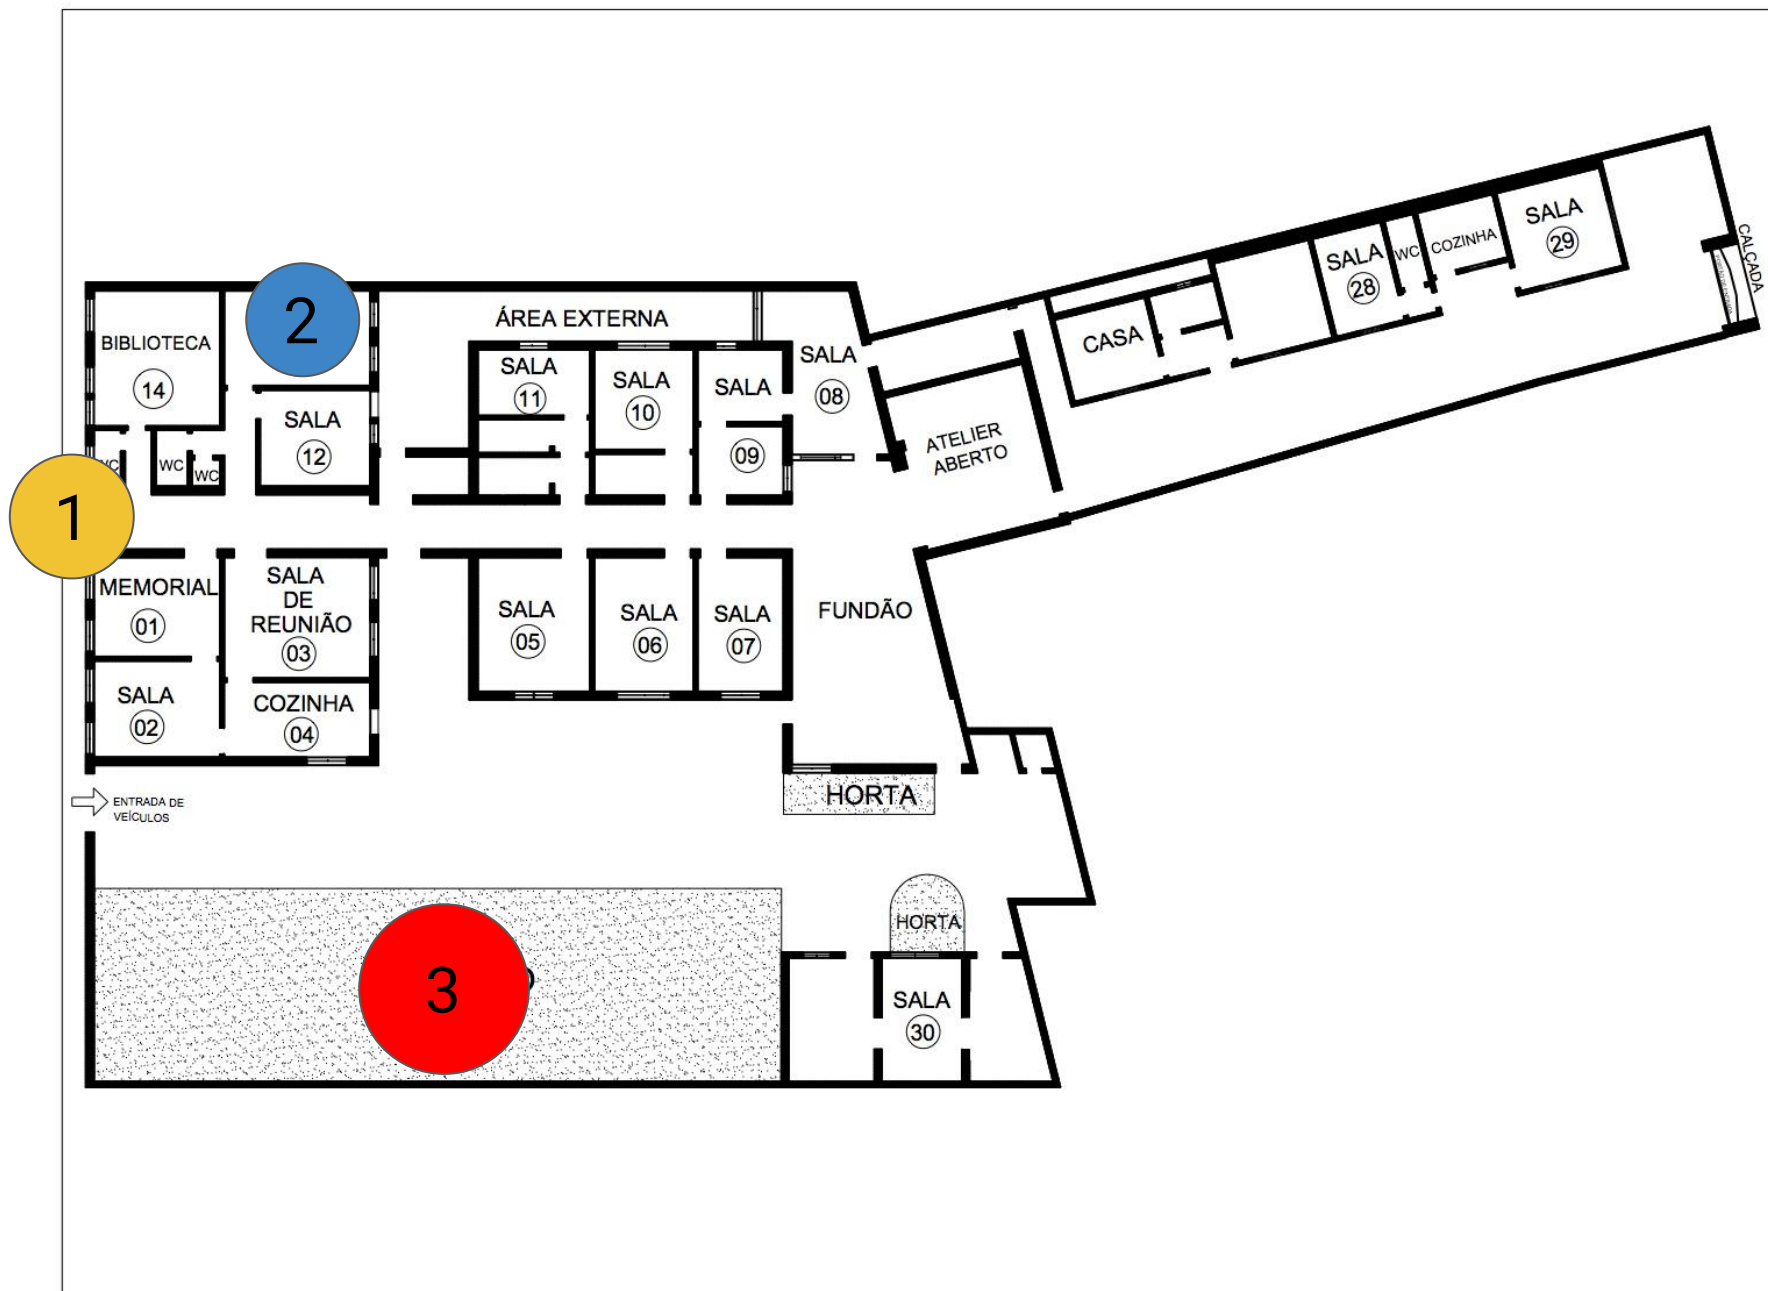 2
BIBLIOTECA
14
SALA
12
WC
WC
1
ÁREA EXTERNA
SALA
11
SALA
10
SALA
09
SALA
08
ATELIER
ABERTO
CASA
SALA
28
WC
COZINHA
SALA
29
CALÇADA
MEMORIAL
01
SALA
DE
REUNIÃO
03
SALA
02
COZINHA
04
SALA
05
SALA
06
SALA
07
FUNDÃO
HORTA
ENTRADA DE
VEÍCULOS
HORTA
3
SALA
30